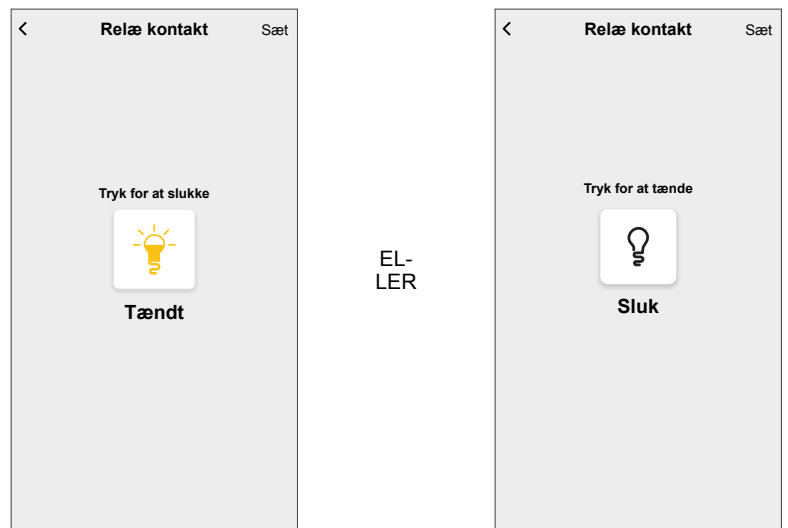 Relæ kontakt Sæt
Tryk for at slukke
Tændt
EL-
LER
Relæ kontakt Sæt
Tryk for at tænde
Sluk